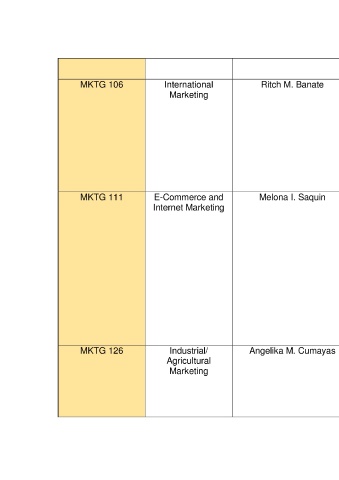 MKTG 106 International Ritch M. Banate
Marketing
MKTG 111 E-Commerce and Melona I. Saquin
Internet Marketing
MKTG 126 Industrial/ Angelika M. Cumayas
Agricultural
Marketing